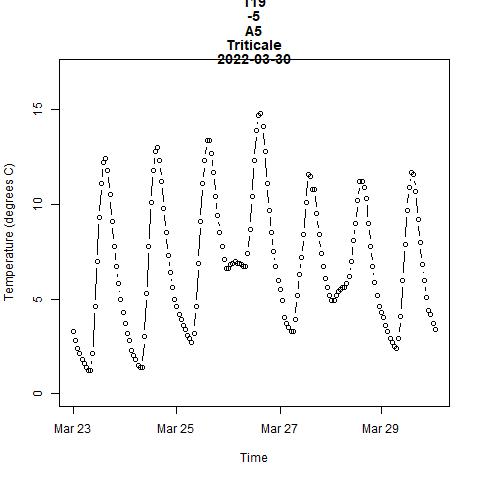 T19
-5
A5
Triticale
2022-03-30
Temperature (degrees C)
15
10
5
0
Mar 23
Mar 25
Mar 27
Mar 29
Time